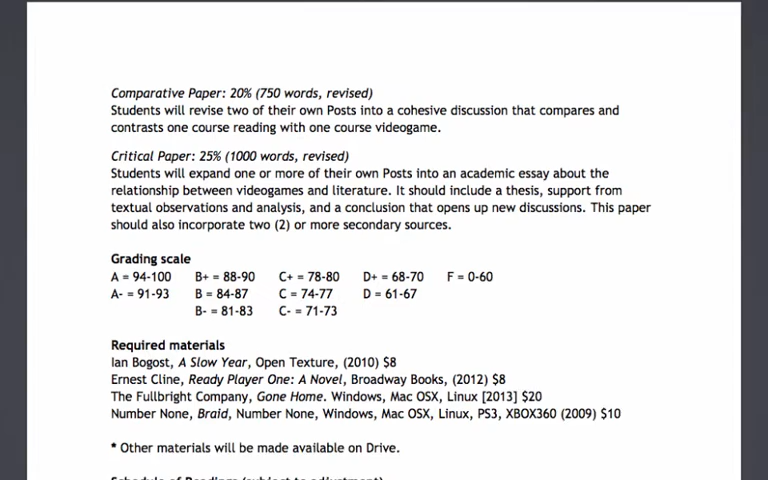 Comparative Paper: 20% (750 words, revised)
Students will revise two of their own Posts into a cohesive discussion that compares and
contrasts one course reading with one course videogame.
Critical Paper: 25% (1000 words, revised)
Students will expand one or more of their own Posts into an academic essay about the
relationship between videogames and literature. It should include a thesis, support from
textual observations and analysis, and a conclusion that opens up new discussions. This paper
should also incorporate two (2) or more secondary sources.
Grading scale
A = 94-100 B+ = 88-90 C+ = 78-80 D+ = 68-70 F = 0-60
A- = 91-93 B = 84-87 C = 74-77 D = 61-67
B- = 81-83 C- = 71-73
Required materials
Ian Bogost, A Slow Year, Open Texture, (2010) $8
Ernest Cline, Ready Player One: A Novel, Broadway Books, (2012) $8
The Fullbright Company, Gone Home. Windows, Mac OSX, Linux [2013] $20
Number None, Braid, Number None, Windows, Mac OSX, Linux, PS3, XBOX360 (2009) $10
* Other materials will be made available on Drive.
Schedule of Readings (subject to adjustment)